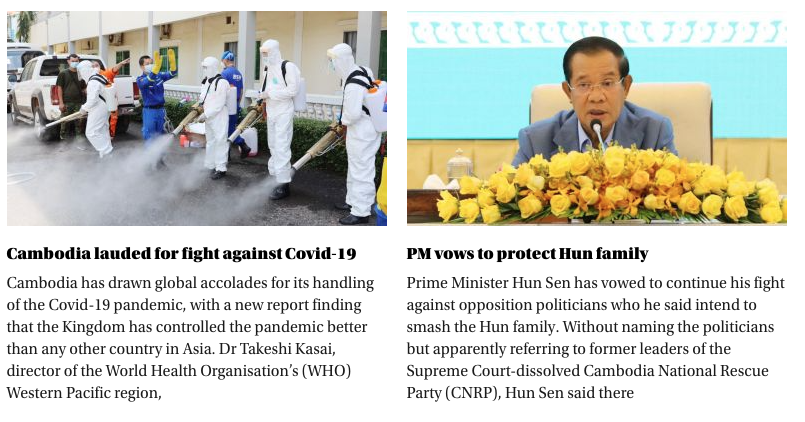 Cambodia lauded for fight against Covid-19
Cambodia has drawn global accolades for its handling
of the Covid-19 pandemic, with a new report finding
that the Kingdom has controlled the pandemic better
than any other country in Asia. Dr Takeshi Kasai,
director of the World Health Organisation’s (WHO)
Western Pacific region,
PM vows to protect Hun family
Prime Minister Hun Sen has vowed to continue his fight
against opposition politicians who he said intend to
smash the Hun family. Without naming the politicians
but apparently referring to former leaders of the
Supreme Court-dissolved Cambodia National Rescue
Party (CNRP), Hun Sen said there